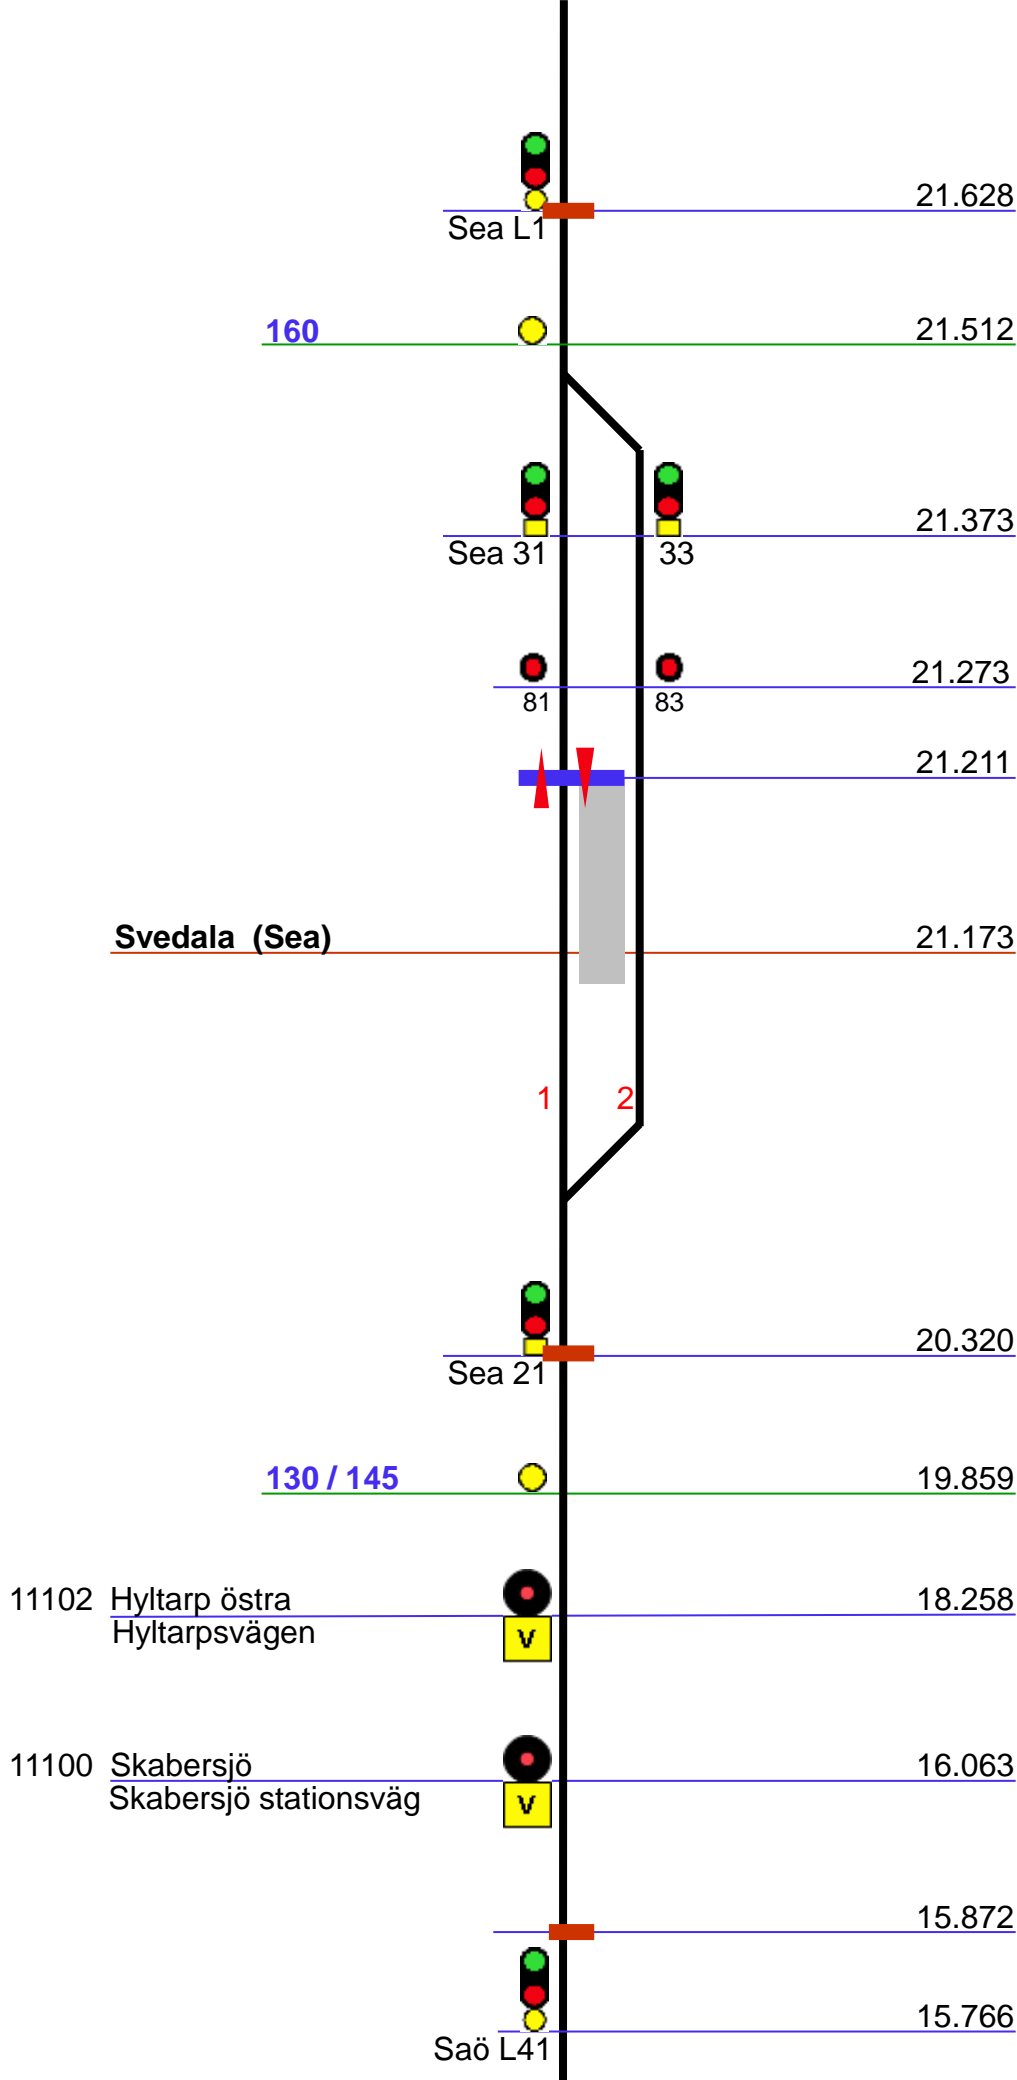 21.628
Sea L1
160
21.512
21.373
Sea 31
33
21.273
81
83
21.211
Svedala (Sea)
21.173
1
2
20.320
Sea 21
130 / 145
19.859
11102 Hyltarp östra
18.258
Hyltarpsvägen
V
11100 Skabersjö
16.063
Skabersjö stationsväg
V
15.872
15.766
Saö L41